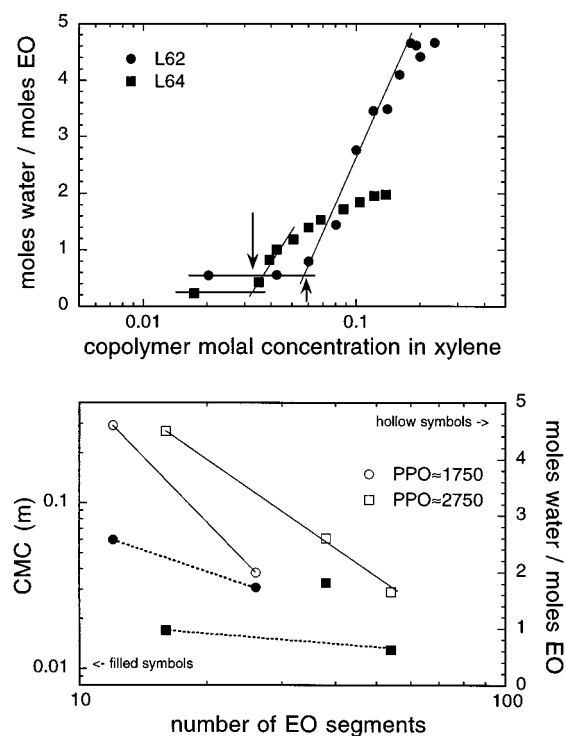 5
L62
L64
4
3
2
1
0
moles water / moles EO
0.01
0.1
copolymer molal concentration in xylene
5
hollow symbols ->
4
PPO≈1750
PPO≈2750
0.1
3
2
1
0.01
<- filled symbols
0
CMC (m)
moles water / moles EO
10
100
number of EO segments